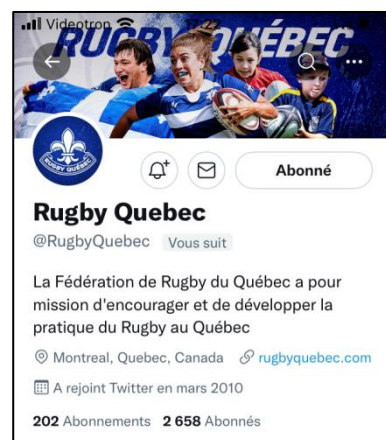 Videotron 17:22
RUGBY QUÉBEC
RUGBY QUÉBEC
Abonné
Rugby Quebec
@RugbyQuebec Vous suit
La Fédération de Rugby du Québec a pour
mission d'encourager et de développer la
pratique du Rugby au Québec
Montreal, Quebec, Canada rugbyquebec.com
A rejoint Twitter en mars 2010
202 Abonnements 2 658 Abonnés